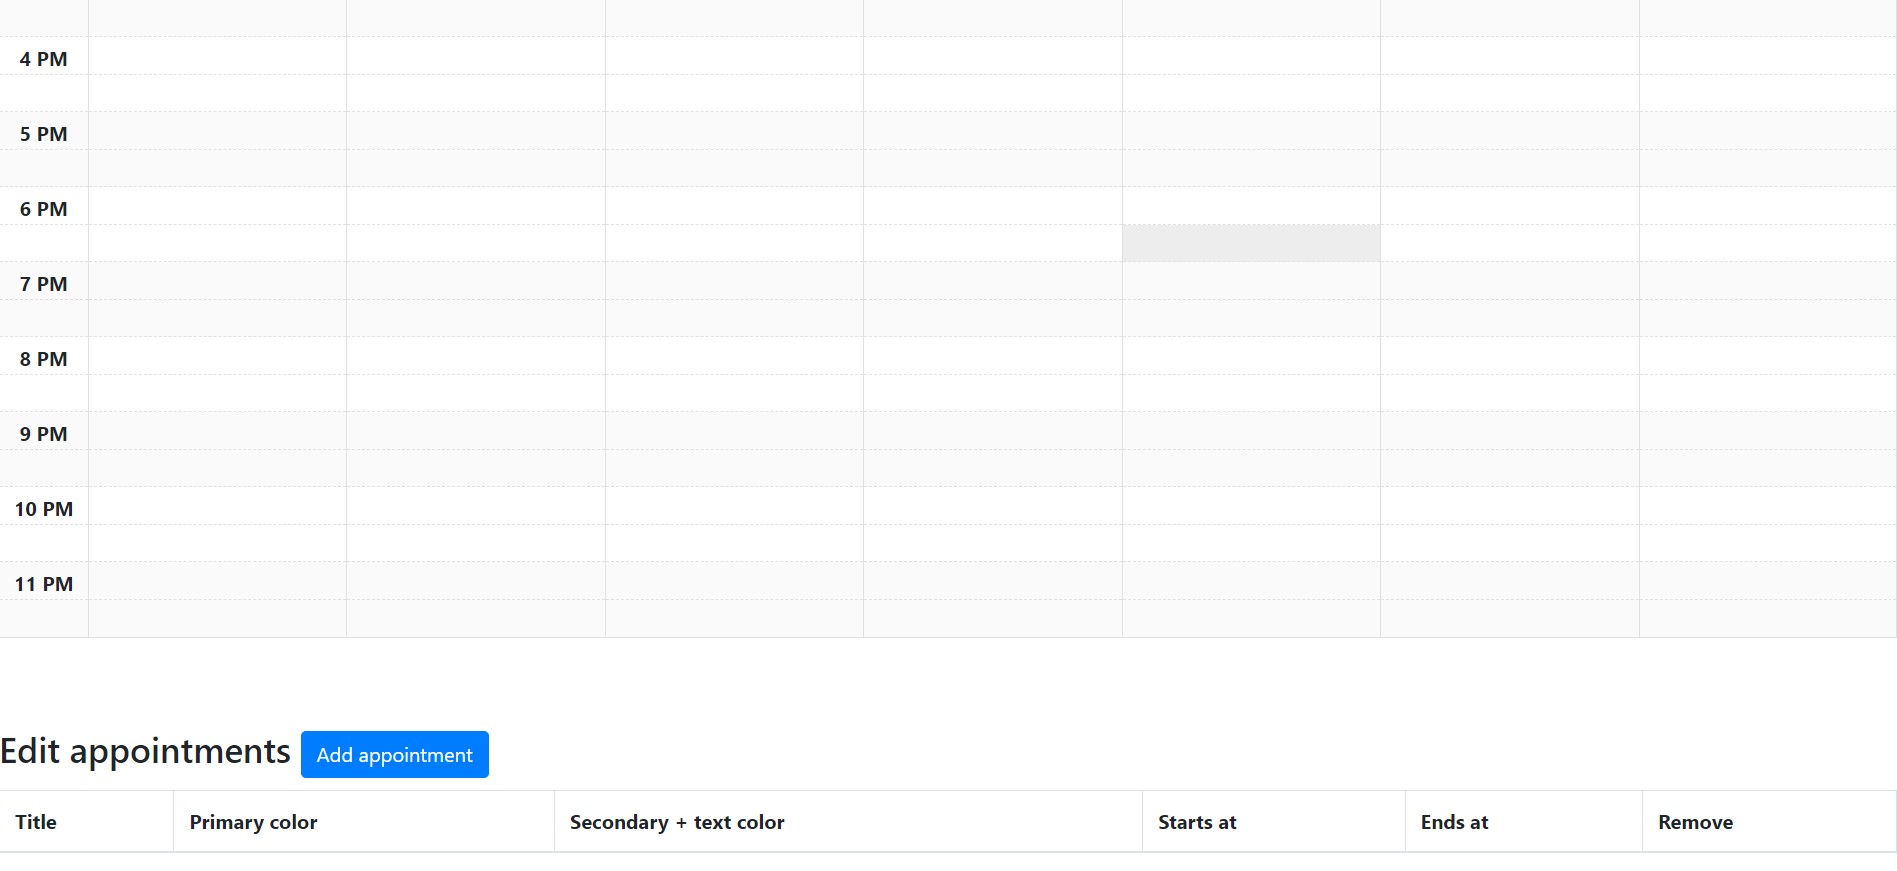 4 PM
5 PM
6 PM
7 PM
8 PM
9 PM
10 PM
11 PM
Edit appointments Add appointment
Title Primary color Secondary + text color Starts at Ends at Remove